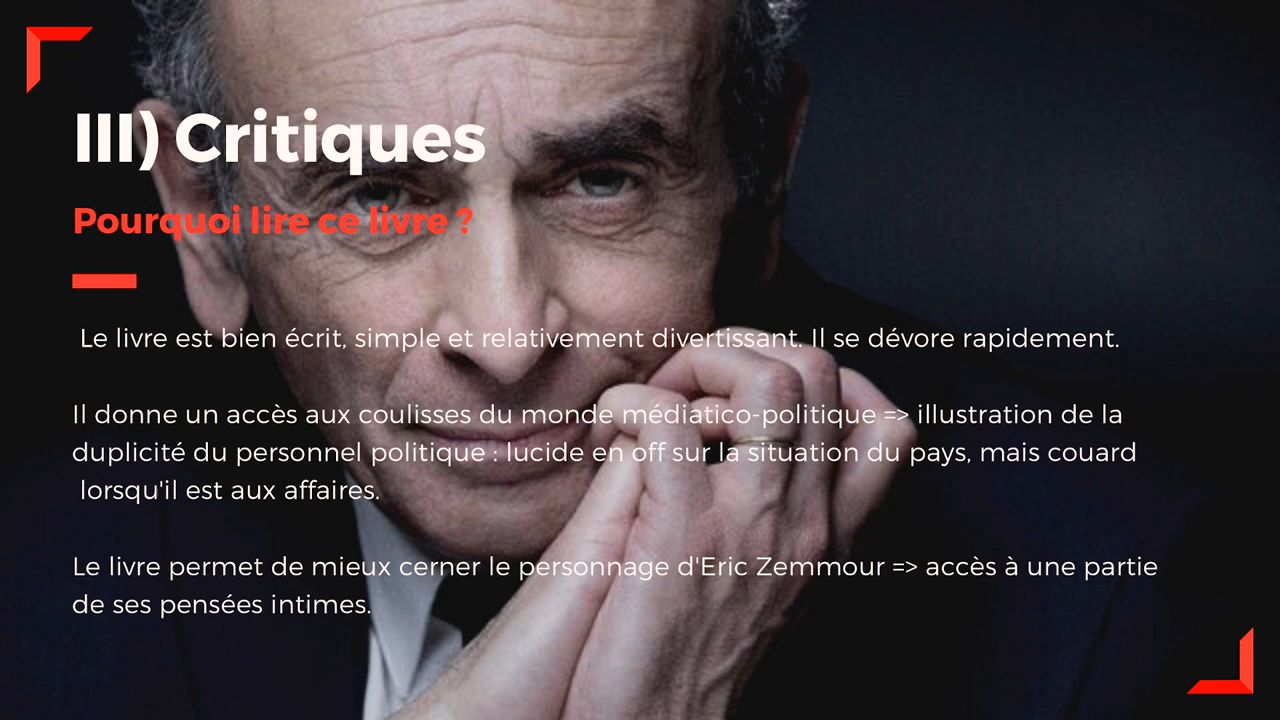 III) Critiques
Pourquoi lire ce livre ?
Le livre est bien écrit, simple et relativement divertissant. Il se dévore rapidement.
Il donne un accès aux coulisses du monde médiatico-politique => illustration de la
duplicité du personnel politique : lucide en off sur la situation du pays, mais couard
lorsqu'il est aux affaires.
Le livre permet de mieux cerner le personnage d'Eric Zemmour => accès à une partie
de ses pensées intimes.